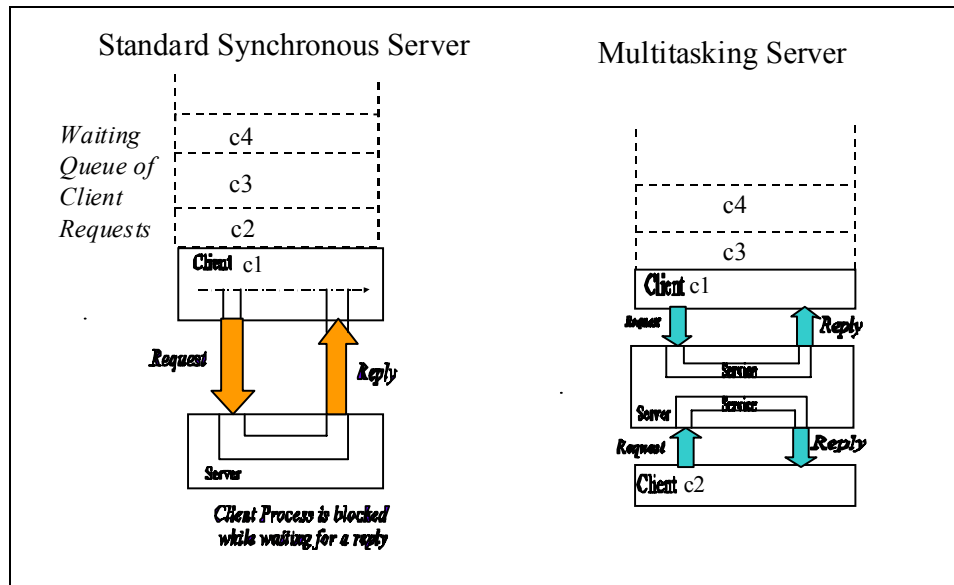 Standard Synchronous Server
Waiting
Queue of
Client
Requests
c4
c3
c2
Client c1
Request
Reply
Server
Client Process is blocked
while waiting for a reply
Multitasking Server
c4
c3
Client c1
Request
Reply
Service
Service
Server
Request
Reply
Client c2